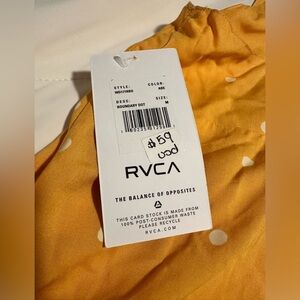 STYLE: COLOR:
DESC: SIZE:
BOUNDARY DOT M
$59
RVCA
THE BALANCE OF OPPOSITES
THIS CARD STOCK IS MADE FROM
100% POST-CONSUMER WASTE
PLEASE RECYCLE
RVCA.COM